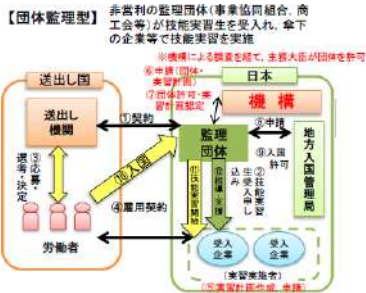 【団体監理型】
非営利の監理団体(事業協同組合、商
工会等)が技能実習生を受入れ、傘下
の企業等で技能実習を実施
※機構による調査を経て、主務大臣が団体を許可
送出し国
日本
⑥申請(団体・
実習計画)
⑦団体許可・実
習計画認定
機構
送出し
機関
①契約
監理
団体
⑧申請
⑨入国
許可
地方入国管理局
③応募・
選考・決定
⑩入国
②技能実習
生受入申し
込み
⑪技能実習開始
⑫指導・支援
④雇用契約
労働者
受入
企業
受入
企業
(実習実施者)
(⑤実習計画作成、申請)